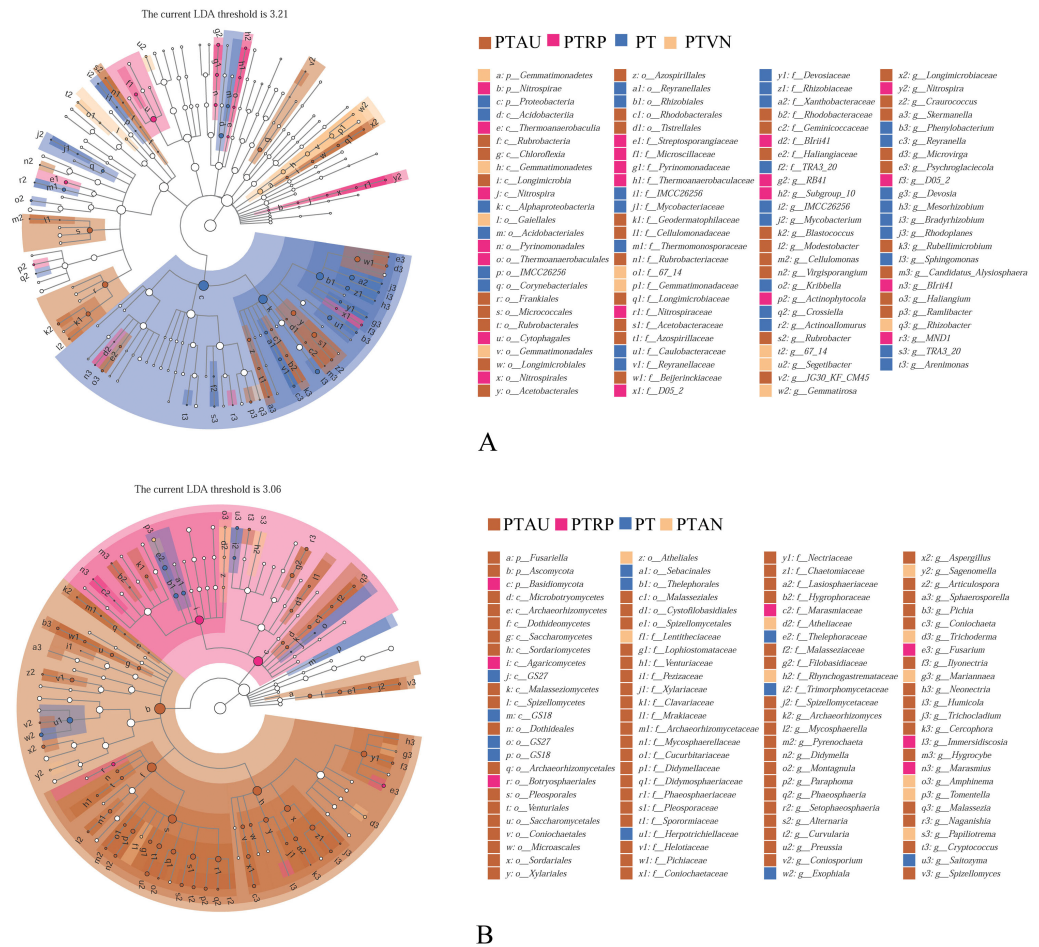 The current LDA threshold is 3.21
PTAU PTRP PT PTVN
a: p__Gemmatimonadetes
b: p__Nitrospirae
c: p__Proteobacteria
d: c__Acidobacteriia
e: c__Thermoanaerobaculia
f: c__Rubrobacteria
g: c__Chloroflexia
h: c__Gemmatimonadetes
i: c__Longimicrobia
j: c__Nitrospira
k: c__Alphaproteobacteria
l: o__Gaiellales
m: o__Acidobacteriales
n: o__Pyrinomonadales
o: o__Thermoanaerobaculales
p: o__IMCC26256
q: o__Corynebacteriales
r: o__Frankiales
s: o__Micrococcales
t: o__Rubrobacterales
u: o__Cytophagales
v: o__Gemmatimonadales
w: o__Longimicrobiales
x: o__Nitrospirales
y: o__Acetobacterales
z: o__Azospirillales
a1: o__Reyranellales
b1: o__Rhizobiales
c1: o__Rhodobacterales
d1: o__Tistrellales
e1: f__Streptosporangiaceae
f1: f__Microscillaceae
g1: f__Pyrinomonadaceae
h1: f__Thermoanaerobaculaceae
i1: f__IMCC26256
j1: f__Mycobacteriaceae
k1: f__Geodermatophilaceae
l1: f__Cellulomonadaceae
m1: f__Thermomonosporaceae
n1: f__Rubrobacteriaceae
o1: f__67_14
p1: f__Gemmatimonadaceae
q1: f__Longimicrobiaceae
r1: f__Nitrospiraceae
s1: f__Acetobacteraceae
t1: f__Azospirillaceae
u1: f__Caulobacteraceae
v1: f__Reyranellaceae
w1: f__Beijerinckiaceae
x1: f__D05_2
y1: f__Devosiaceae
z1: f__Rhizobiaceae
a2: f__Xanthobacteraceae
b2: f__Rhodobacteraceae
c2: f__Geminicoccaceae
d2: f__BIrii41
e2: f__Haliangiaceae
f2: f__TRA3_20
g2: g__RB41
h2: g__Subgroup_10
i2: g__IMCC26256
j2: g__Mycobacterium
k2: g__Blastococcus
l2: g__Modestobacter
m2: g__Cellulomonas
n2: g__Virgisporangium
o2: g__Kribbella
p2: g__Actinophytocola
q2: g__Crossiella
r2: g__Actinoallomurus
s2: g__Rubrobacter
t2: g__67_14
u2: g__Segetibacter
v2: g__JG30_KF_CM45
w2: g__Gemmatirosa
x2: g__Longimicrobiaceae
y2: g__Nitrospira
z2: g__Craurococcus
a3: g__Skermanella
b3: g__Phenylobacterium
c3: g__Reyranella
d3: g__Microvirga
e3: g__Psychroglaciecola
f3: g__D05_2
g3: g__Devosia
h3: g__Mesorhizobium
i3: g__Bradyrhizobium
j3: g__Rhodoplanes
k3: g__Rubellimicrobium
l3: g__Sphingomonas
m3: g__Candidatus_Alysiosphaera
n3: g__BIrii41
o3: g__Haliangium
p3: g__Ramlibacter
q3: g__Rhizobacter
r3: g__MND1
s3: g__TRA3_20
t3: g__Arenimonas
A
The current LDA threshold is 3.06
PTAU PTRP PT PTAN
a: p__Fusariella
b: p__Ascomycota
c: p__Basidiomycota
d: c__Microbotryomycetes
e: c__Archaeorhizomycetes
f: c__Dothideomycetes
g: c__Saccharomycetes
h: c__Sordariomycetes
i: c__Agaricomycetes
j: c__GS27
k: c__Malasseziomycetes
l: c__Spizellomycetes
m: c__GS18
n: o__Dothideales
o: o__GS27
p: o__GS18
q: o__Archaeorhizomycetales
r: o__Botryosphaeriales
s: o__Pleosporales
t: o__Venturiales
u: o__Saccharomycetales
v: o__Coniochaetales
w: o__Microascales
x: o__Sordariales
y: o__Xylariales
z: o__Atheliales
a1: o__Sebacinales
b1: o__Thelephorales
c1: o__Malasseziales
d1: o__Cystofilobasidiales
e1: o__Spizellomycetales
f1: f__Lentitheciaceae
g1: f__Lophiostomataceae
h1: f__Venturiaceae
i1: f__Pezizaceae
j1: f__Xylariaceae
k1: f__Clavariaceae
l1: f__Mrakiaceae
m1: f__Archaeorhizomycetaceae
n1: f__Mycosphaerellaceae
o1: f__Cucurbitariaceae
p1: f__Didymellaceae
q1: f__Didymosphaeriaceae
r1: f__Phaeosphaeriaceae
s1: f__Pleosporaceae
t1: f__Sporormiaceae
u1: f__Herpotrichiellaceae
v1: f__Helotiaceae
w1: f__Pichiaceae
x1: f__Coniochaetaceae
y1: f__Nectriaceae
z1: f__Chaetomiaceae
a2: f__Lasiosphaeriaceae
b2: f__Hygrophoraceae
c2: f__Marasmiaceae
d2: f__Atheliaceae
e2: f__Thelephoraceae
f2: f__Malasseziaceae
g2: f__Filobasidiaceae
h2: f__Rhynchogastremataceae
i2: f__Trimorphomycetaceae
j2: f__Spizellomycetaceae
k2: g__Archaeorhizomyces
l2: g__Mycosphaerella
m2: g__Pyrenochaeta
n2: g__Didymella
o2: g__Montagnula
p2: g__Paraphoma
q2: g__Phaeosphaeria
r2: g__Setophaeosphaeria
s2: g__Alternaria
t2: g__Curvularia
u2: g__Preussia
v2: g__Coniosporium
w2: g__Exophiala
x2: g__Aspergillus
y2: g__Sagenomella
z2: g__Articulospora
a3: g__Sphaerosporella
b3: g__Pichia
c3: g__Coniochaeta
d3: g__Trichoderma
e3: g__Fusarium
f3: g__Ilyonectria
g3: g__Mariannaea
h3: g__Neonectria
i3: g__Humicola
j3: g__Trichocladium
k3: g__Cercophora
l3: g__Immersidiscosia
m3: g__Hygrocybe
n3: g__Marasmius
o3: g__Amphinema
p3: g__Tomentella
q3: g__Malassezia
r3: g__Naganishia
s3: g__Papiliotrema
t3: g__Cryptococcus
u3: g__Saitozyma
v3: g__Spizellomyces
B